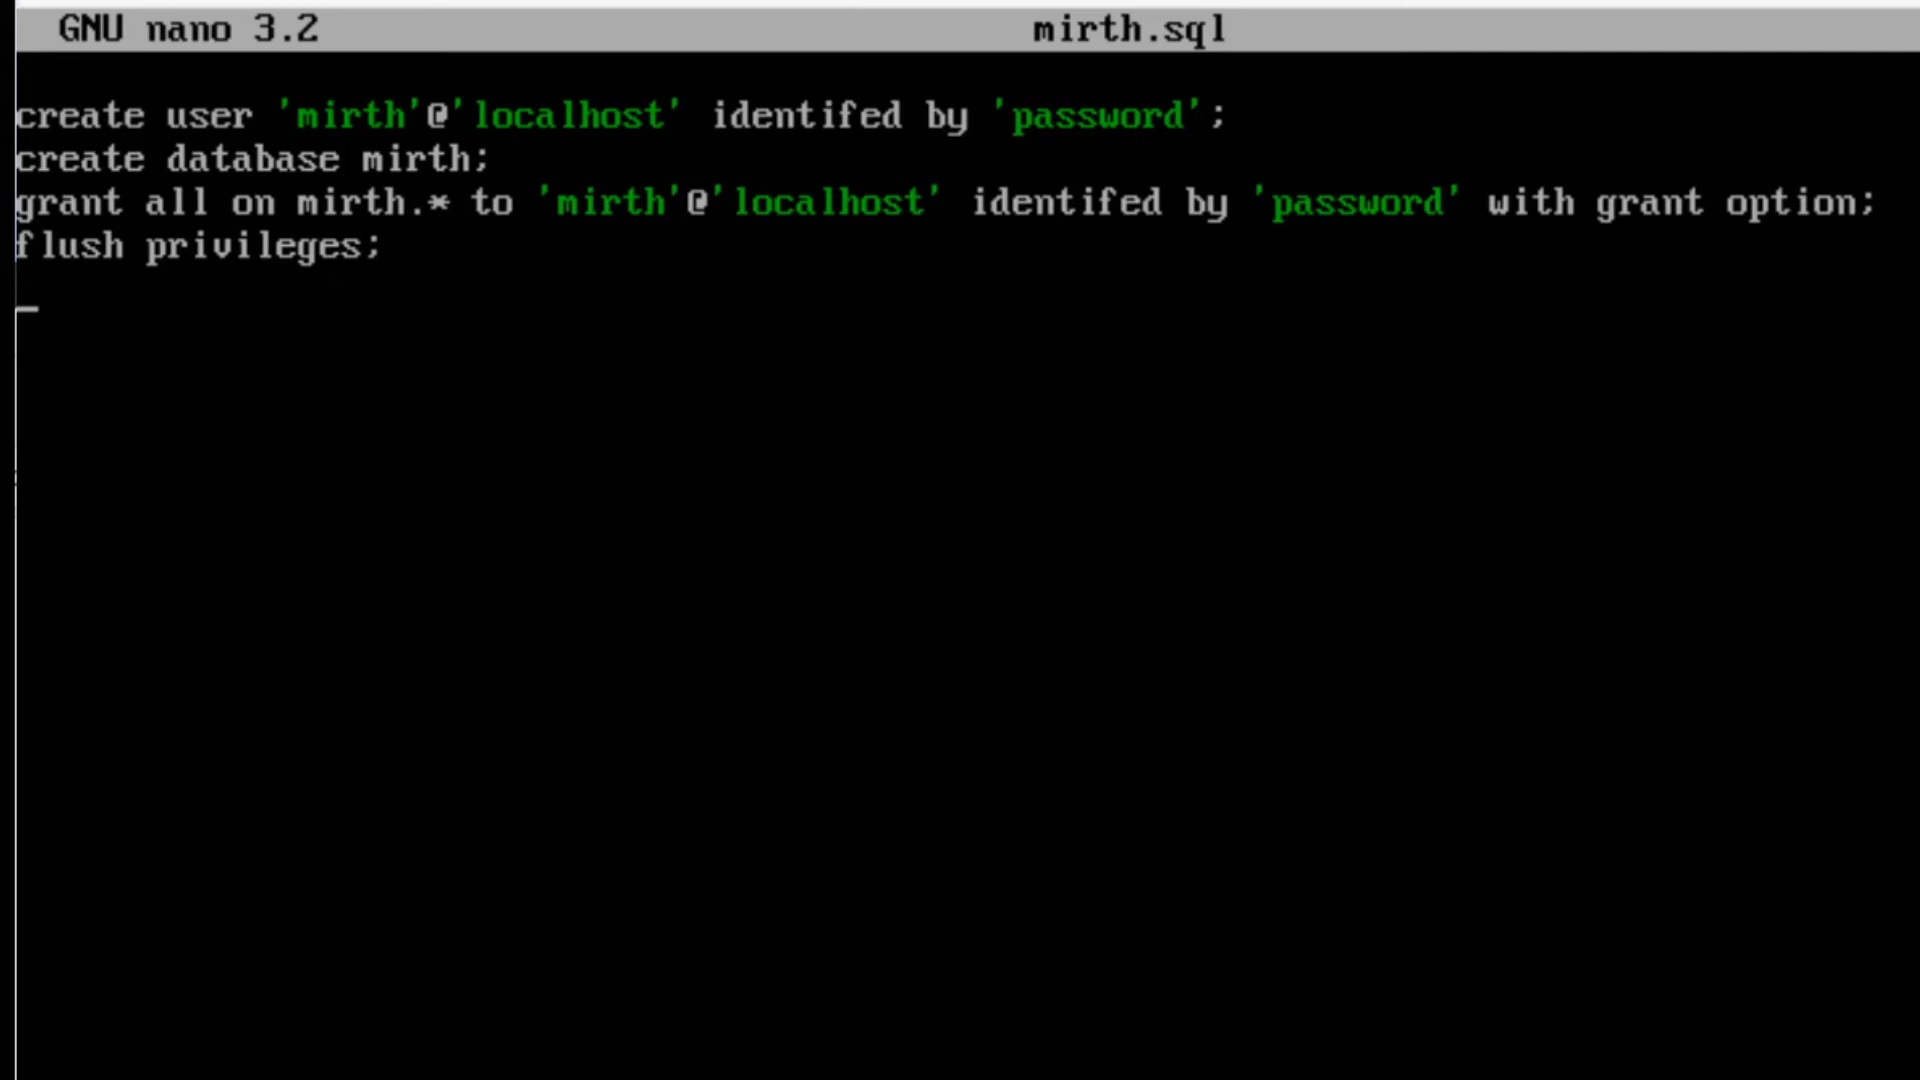 GNU nano 3.2 mirth.sql
create user 'mirth'@'localhost' identifed by 'password';
create database mirth;
grant all on mirth.* to 'mirth'@'localhost' identifed by 'password' with grant option;
flush privileges;